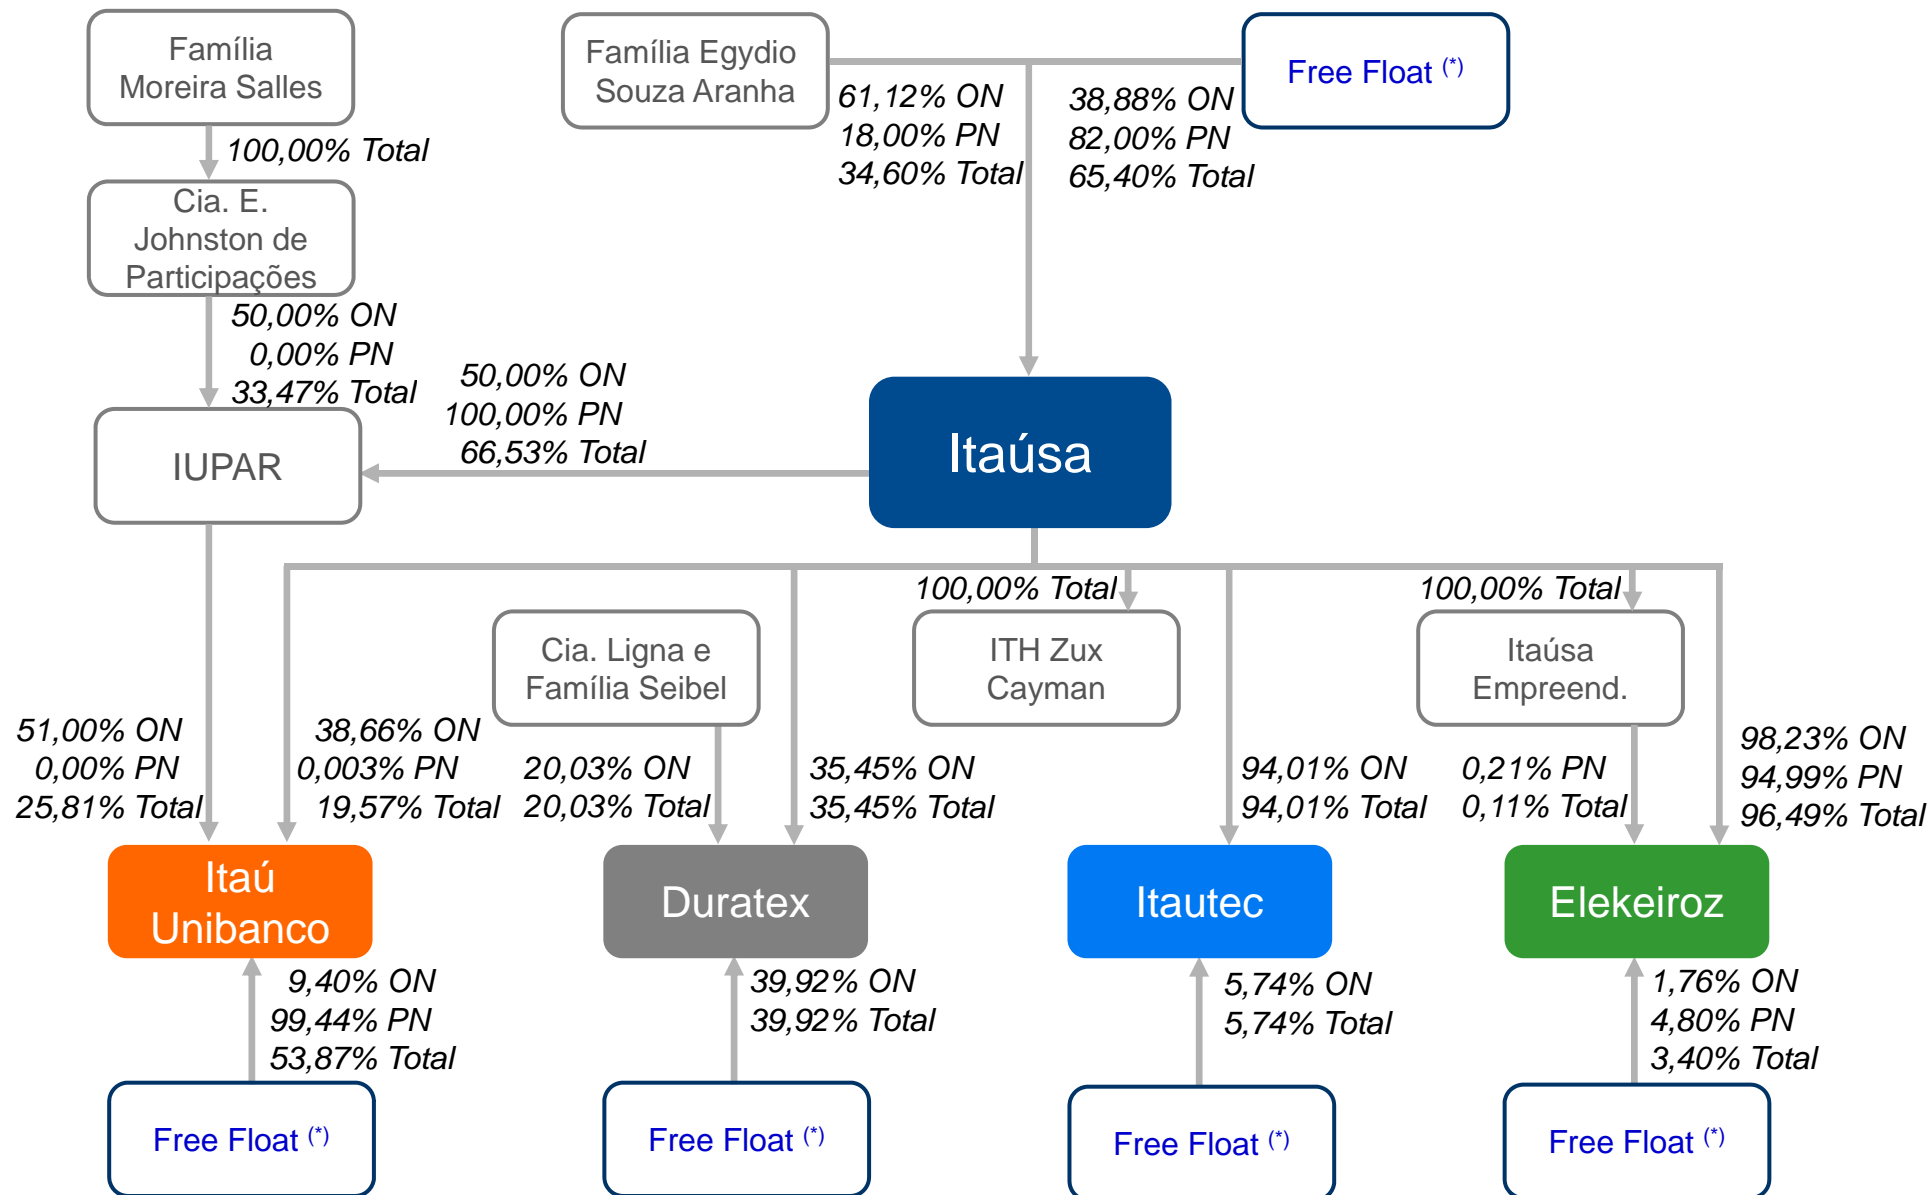 Família
Moreira Salles
100,00% Total
Cia. E.
Johnston de
Participações
50,00% ON
0,00% PN
33,47% Total
Família Egydio
Souza Aranha
61,12% ON
18,00% PN
34,60% Total
Free Float (*)
38,88% ON
82,00% PN
65,40% Total
IUPAR
50,00% ON
100,00% PN
66,53% Total
Itaúsa
100,00% Total
100,00% Total
Cia. Ligna e
Família Seibel
ITH Zux
Cayman
Itaúsa
Empreend.
51,00% ON
0,00% PN
25,81% Total
38,66% ON
0,003% PN
19,57% Total
20,03% ON
20,03% Total
35,45% ON
35,45% Total
94,01% ON
94,01% Total
0,21% PN
0,11% Total
98,23% ON
94,99% PN
96,49% Total
Itaú
Unibanco
Duratex
Itautec
Elekeiroz
9,40% ON
99,44% PN
53,87% Total
39,92% ON
39,92% Total
5,74% ON
5,74% Total
1,76% ON
4,80% PN
3,40% Total
Free Float (*)
Free Float (*)
Free Float (*)
Free Float (*)